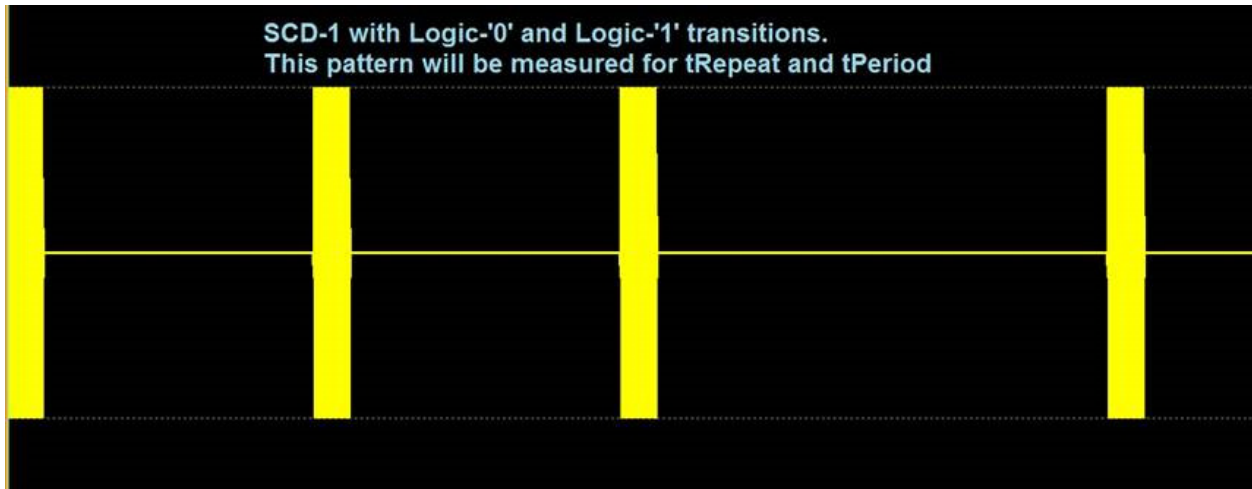 SCD-1 with Logic-'0' and Logic-'1' transitions.
This pattern will be measured for tRepeat and tPeriod